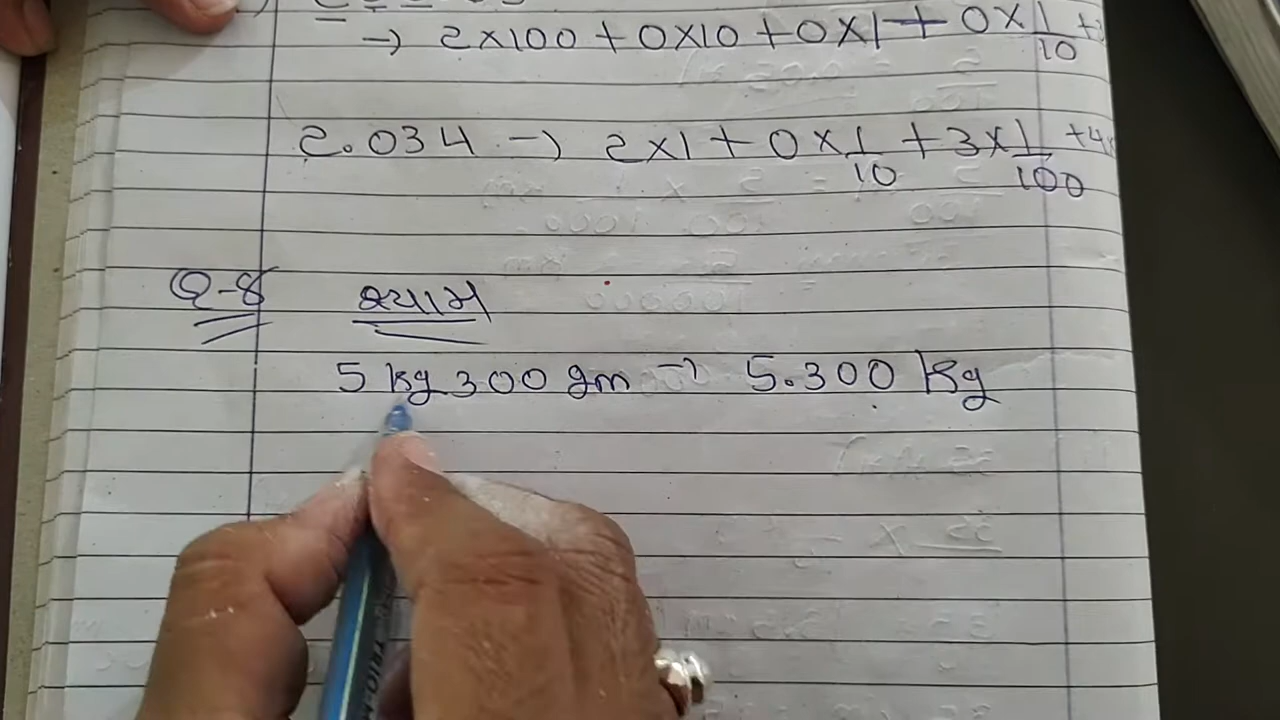 → 2×100 + 0×10 + 0×1 + 0×1/10 +
2.034 → 2×1 + 0×1/10 + 3×1/100 + 4×
Q-8 શ્યામ
5 kg 300 gm → 5.300 kg